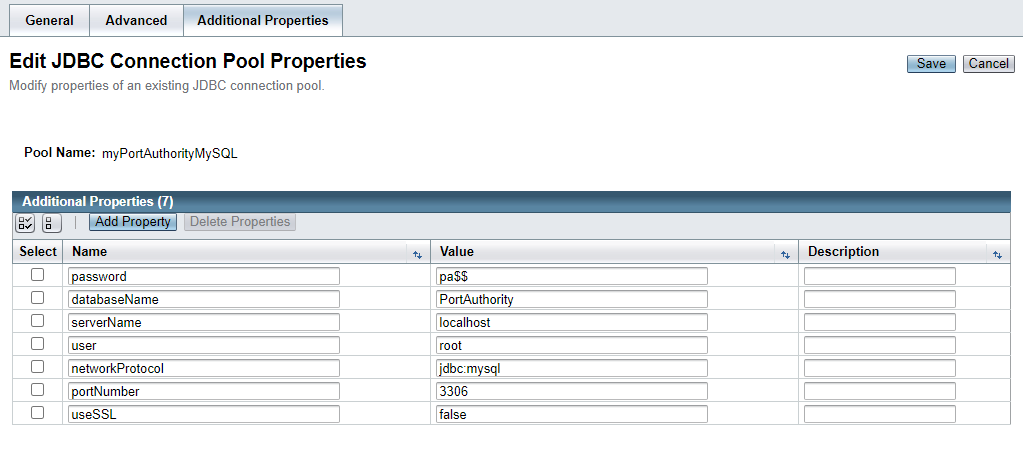 General Advanced Additional Properties
Edit JDBC Connection Pool Properties
Save Cancel
Modify properties of an existing JDBC connection pool.
Pool Name: myPortAuthorityMySQL
Additional Properties (7)
Add Property Delete Properties
Select Name Value Description
password pa$$
databaseName PortAuthority
serverName localhost
user root
networkProtocol jdbc:mysql
portNumber 3306
useSSL false